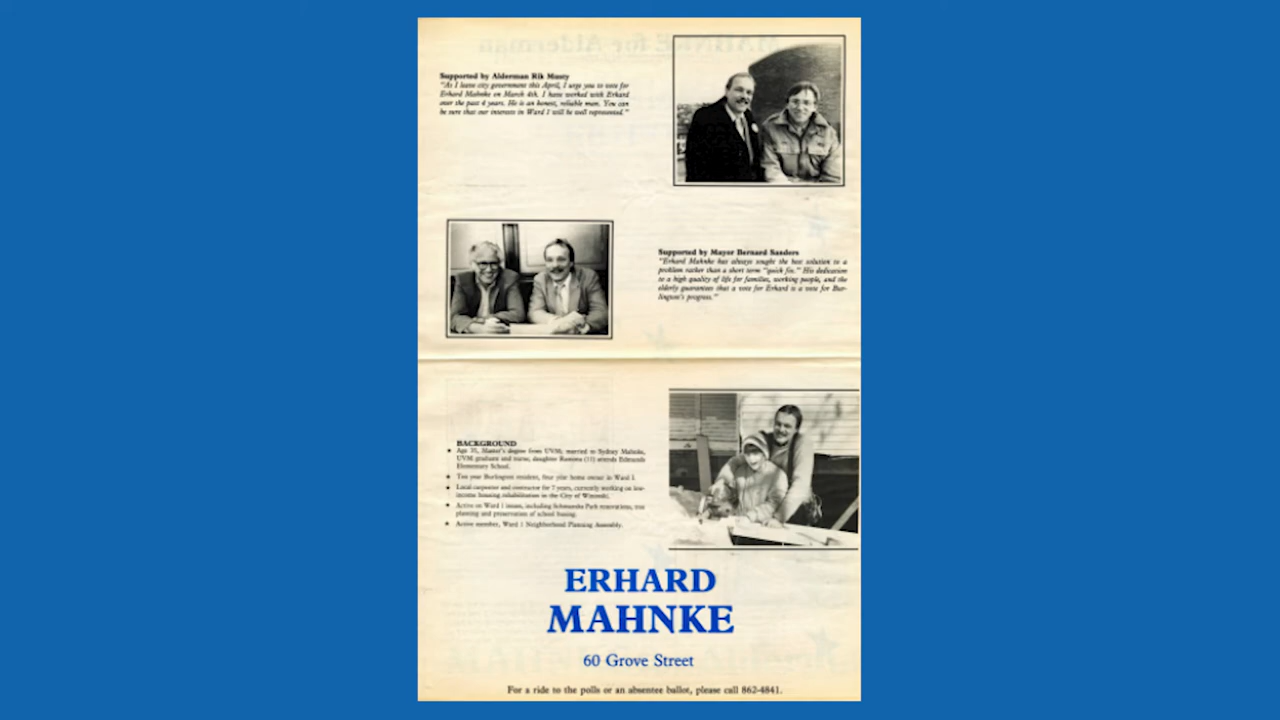 MAHNKE for Alderman
Supported by Alderman Rik Musty
"As I leave city government this April, I urge you to vote for
Erhard Mahnke on March 4th. I have worked with Erhard
over the past 4 years. He is an honest, reliable man. You can
be sure that our interests in Ward 1 will be well represented."
Supported by Mayor Bernard Sanders
"Erhard Mahnke has always sought the best solution to a
problem rather than a short term "quick fix." His dedication
to a high quality of life for families, working people, and the
elderly guarantees that a vote for Erhard is a vote for Bur-
lington's progress."
BACKGROUND
★ Age 35, Master's degree from UVM; married to Sydney Mahnke,
UVM graduate and nurse; daughter (11) attends Edmunds
Elementary School.
★ Ten year Burlington resident, four year home owner in Ward 1.
★ Local carpenter and contractor for 7 years, currently working on low-
income housing rehabilitation in the City of Winooski.
★ Active on Ward 1 issues, including Schmanska Park renovations, tree
planting and preservation of school busing.
★ Active member, Ward 1 Neighborhood Planning Assembly.
ERHARD
MAHNKE
60 Grove Street
For a ride to the polls or an absentee ballot, please call 862-4841.